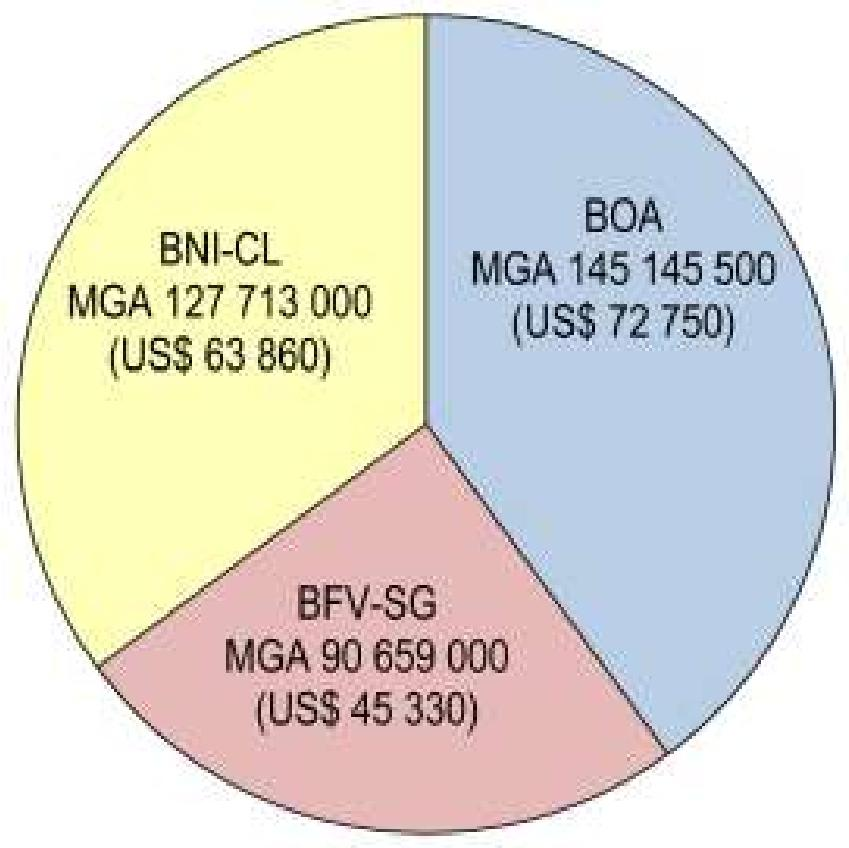 BNI-CL
MGA 127 713 000
(US$ 63 860)
BOA
MGA 145 145 500
(US$ 72 750)
BFV-SG
MGA 90 659 000
(US$ 45 330)